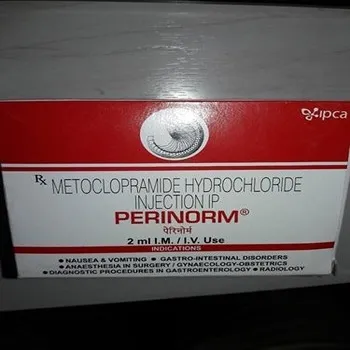 ipca
Rx METOCLOPRAMIDE HYDROCHLORIDE
INJECTION IP
PERINORM®
पेरिनोर्म
2 ml I.M. / I.V. Use
INDICATIONS
• NAUSEA & VOMITING • GASTRO-INTESTINAL DISORDERS
• ANAESTHESIA IN SURGERY / GYNAECOLOGY-OBSTETRICS
• DIAGNOSTIC PROCEDURES IN GASTROENTEROLOGY • RADIOLOGY